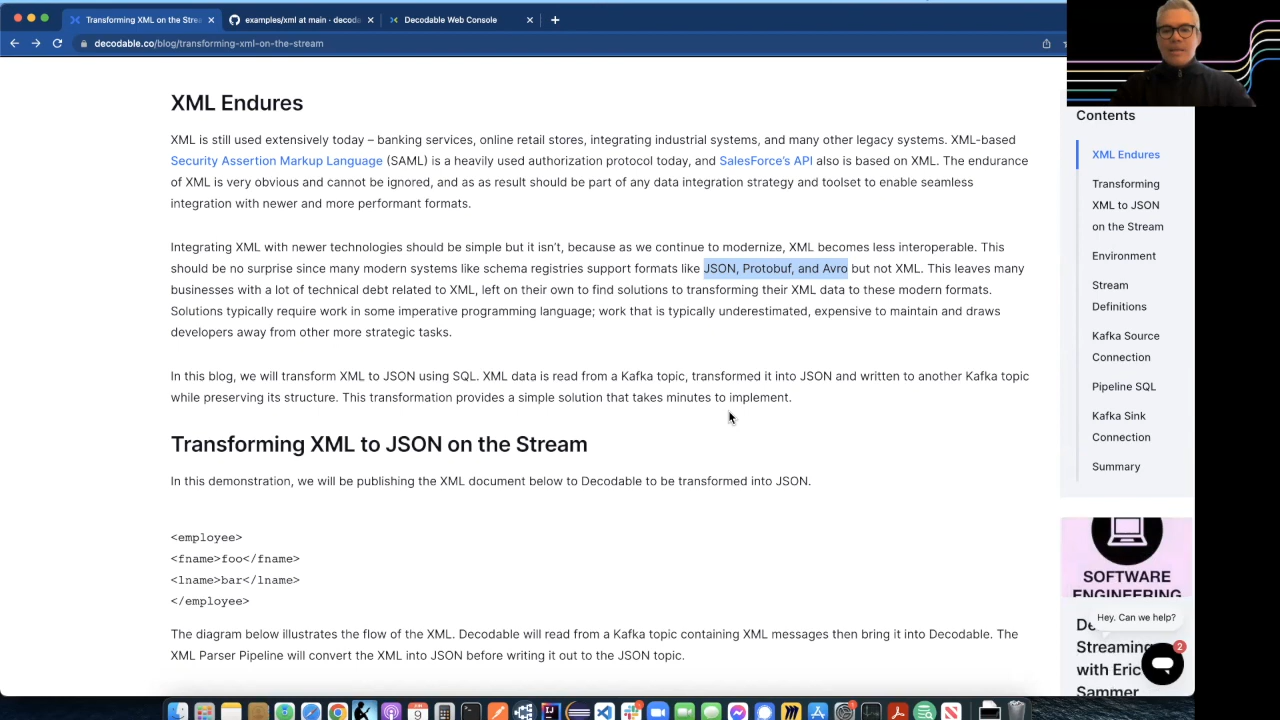 Transforming XML on the Strea
examples/xml at main · decod
Decodable Web Console
decodable.co/blog/transforming-xml-on-the-stream
XML Endures
XML is still used extensively today – banking services, online retail stores, integrating industrial systems, and many other legacy systems. XML-based
Security Assertion Markup Language (SAML) is a heavily used authorization protocol today, and SalesForce's API also is based on XML. The endurance
of XML is very obvious and cannot be ignored, and as as result should be part of any data integration strategy and toolset to enable seamless
integration with newer and more performant formats.
Integrating XML with newer technologies should be simple but it isn't, because as we continue to modernize, XML becomes less interoperable. This
should be no surprise since many modern systems like schema registries support formats like JSON, Protobuf, and Avro but not XML. This leaves many
businesses with a lot of technical debt related to XML, left on their own to find solutions to transforming their XML data to these modern formats.
Solutions typically require work in some imperative programming language; work that is typically underestimated, expensive to maintain and draws
developers away from other more strategic tasks.
In this blog, we will transform XML to JSON using SQL. XML data is read from a Kafka topic, transformed it into JSON and written to another Kafka topic
while preserving its structure. This transformation provides a simple solution that takes minutes to implement.
Transforming XML to JSON on the Stream
In this demonstration, we will be publishing the XML document below to Decodable to be transformed into JSON.
<employee>
<fname>foo</fname>
<lname>bar</lname>
</employee>
The diagram below illustrates the flow of the XML. Decodable will read from a Kafka topic containing XML messages then bring it into Decodable. The
XML Parser Pipeline will convert the XML into JSON before writing it out to the JSON topic.
Contents
XML Endures
Transforming
XML to JSON
on the Stream
Environment
Stream
Definitions
Kafka Source
Connection
Pipeline SQL
Kafka Sink
Connection
Summary
SOFTWARE
ENGINEERING
Hey. Can we help?
De
Streaming
with Eric
Sammer
2
9